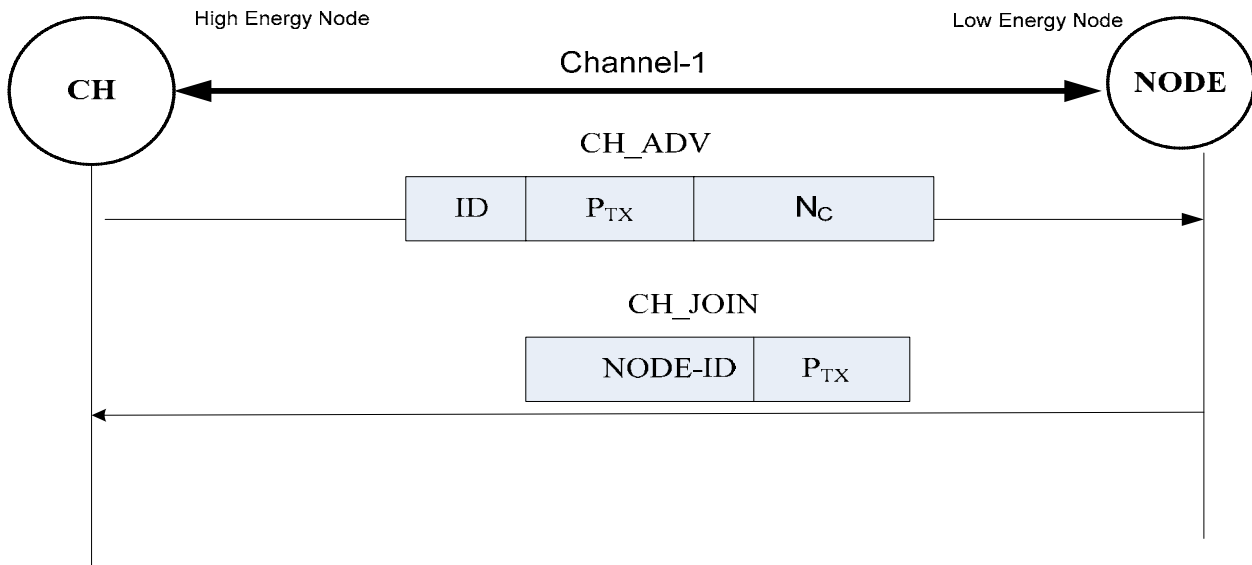 High Energy Node
Low Energy Node
Channel-1
CH
NODE
CH_ADV
ID PTX NC
CH_JOIN
NODE-ID PTX